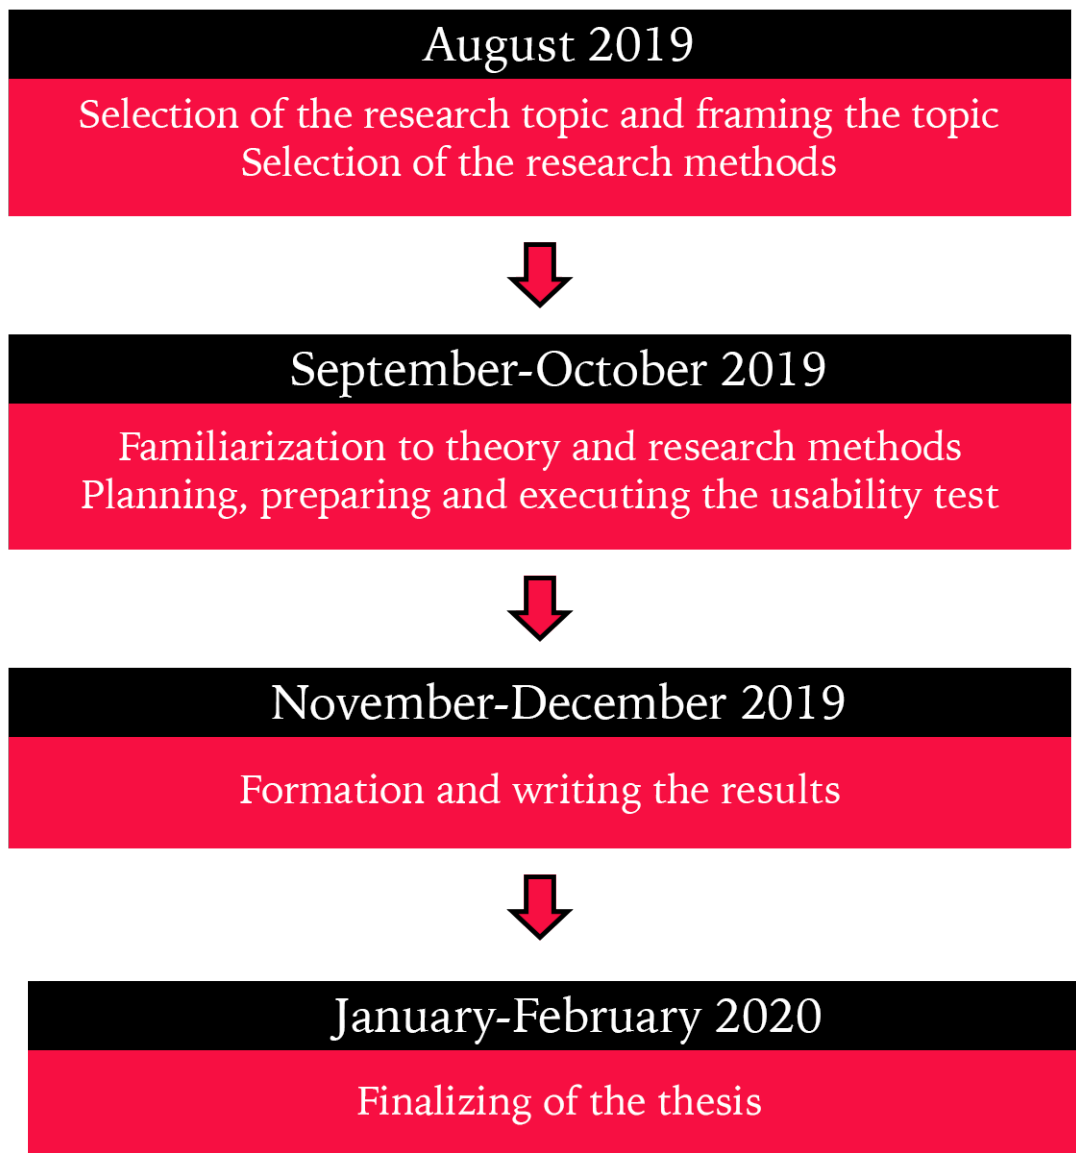 August 2019
Selection of the research topic and framing the topic
Selection of the research methods
September-October 2019
Familiarization to theory and research methods
Planning, preparing and executing the usability test
November-December 2019
Formation and writing the results
January-February 2020
Finalizing of the thesis